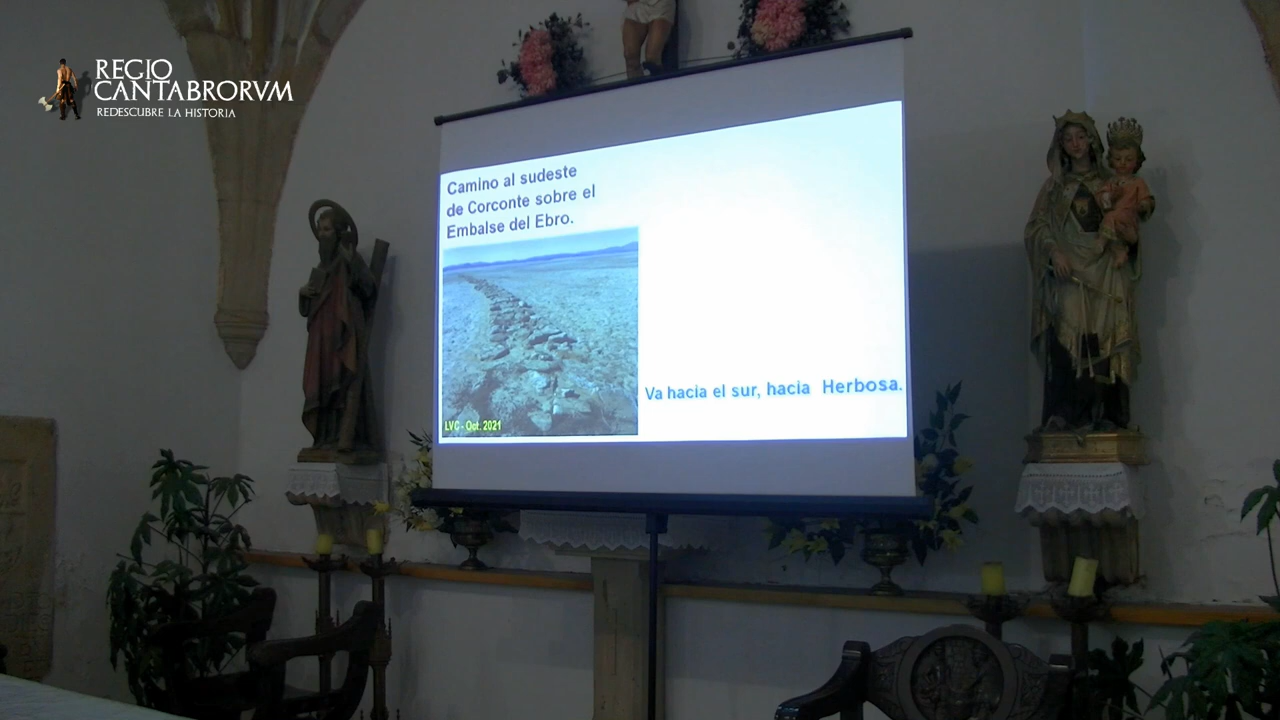 REGIO
CANTABRORVM
REDESCUBRE LA HISTORIA
Camino al sudeste
de Corconte sobre el
Embalse del Ebro.
Va hacia el sur, hacia Herbosa.
LVC - Oct. 2021